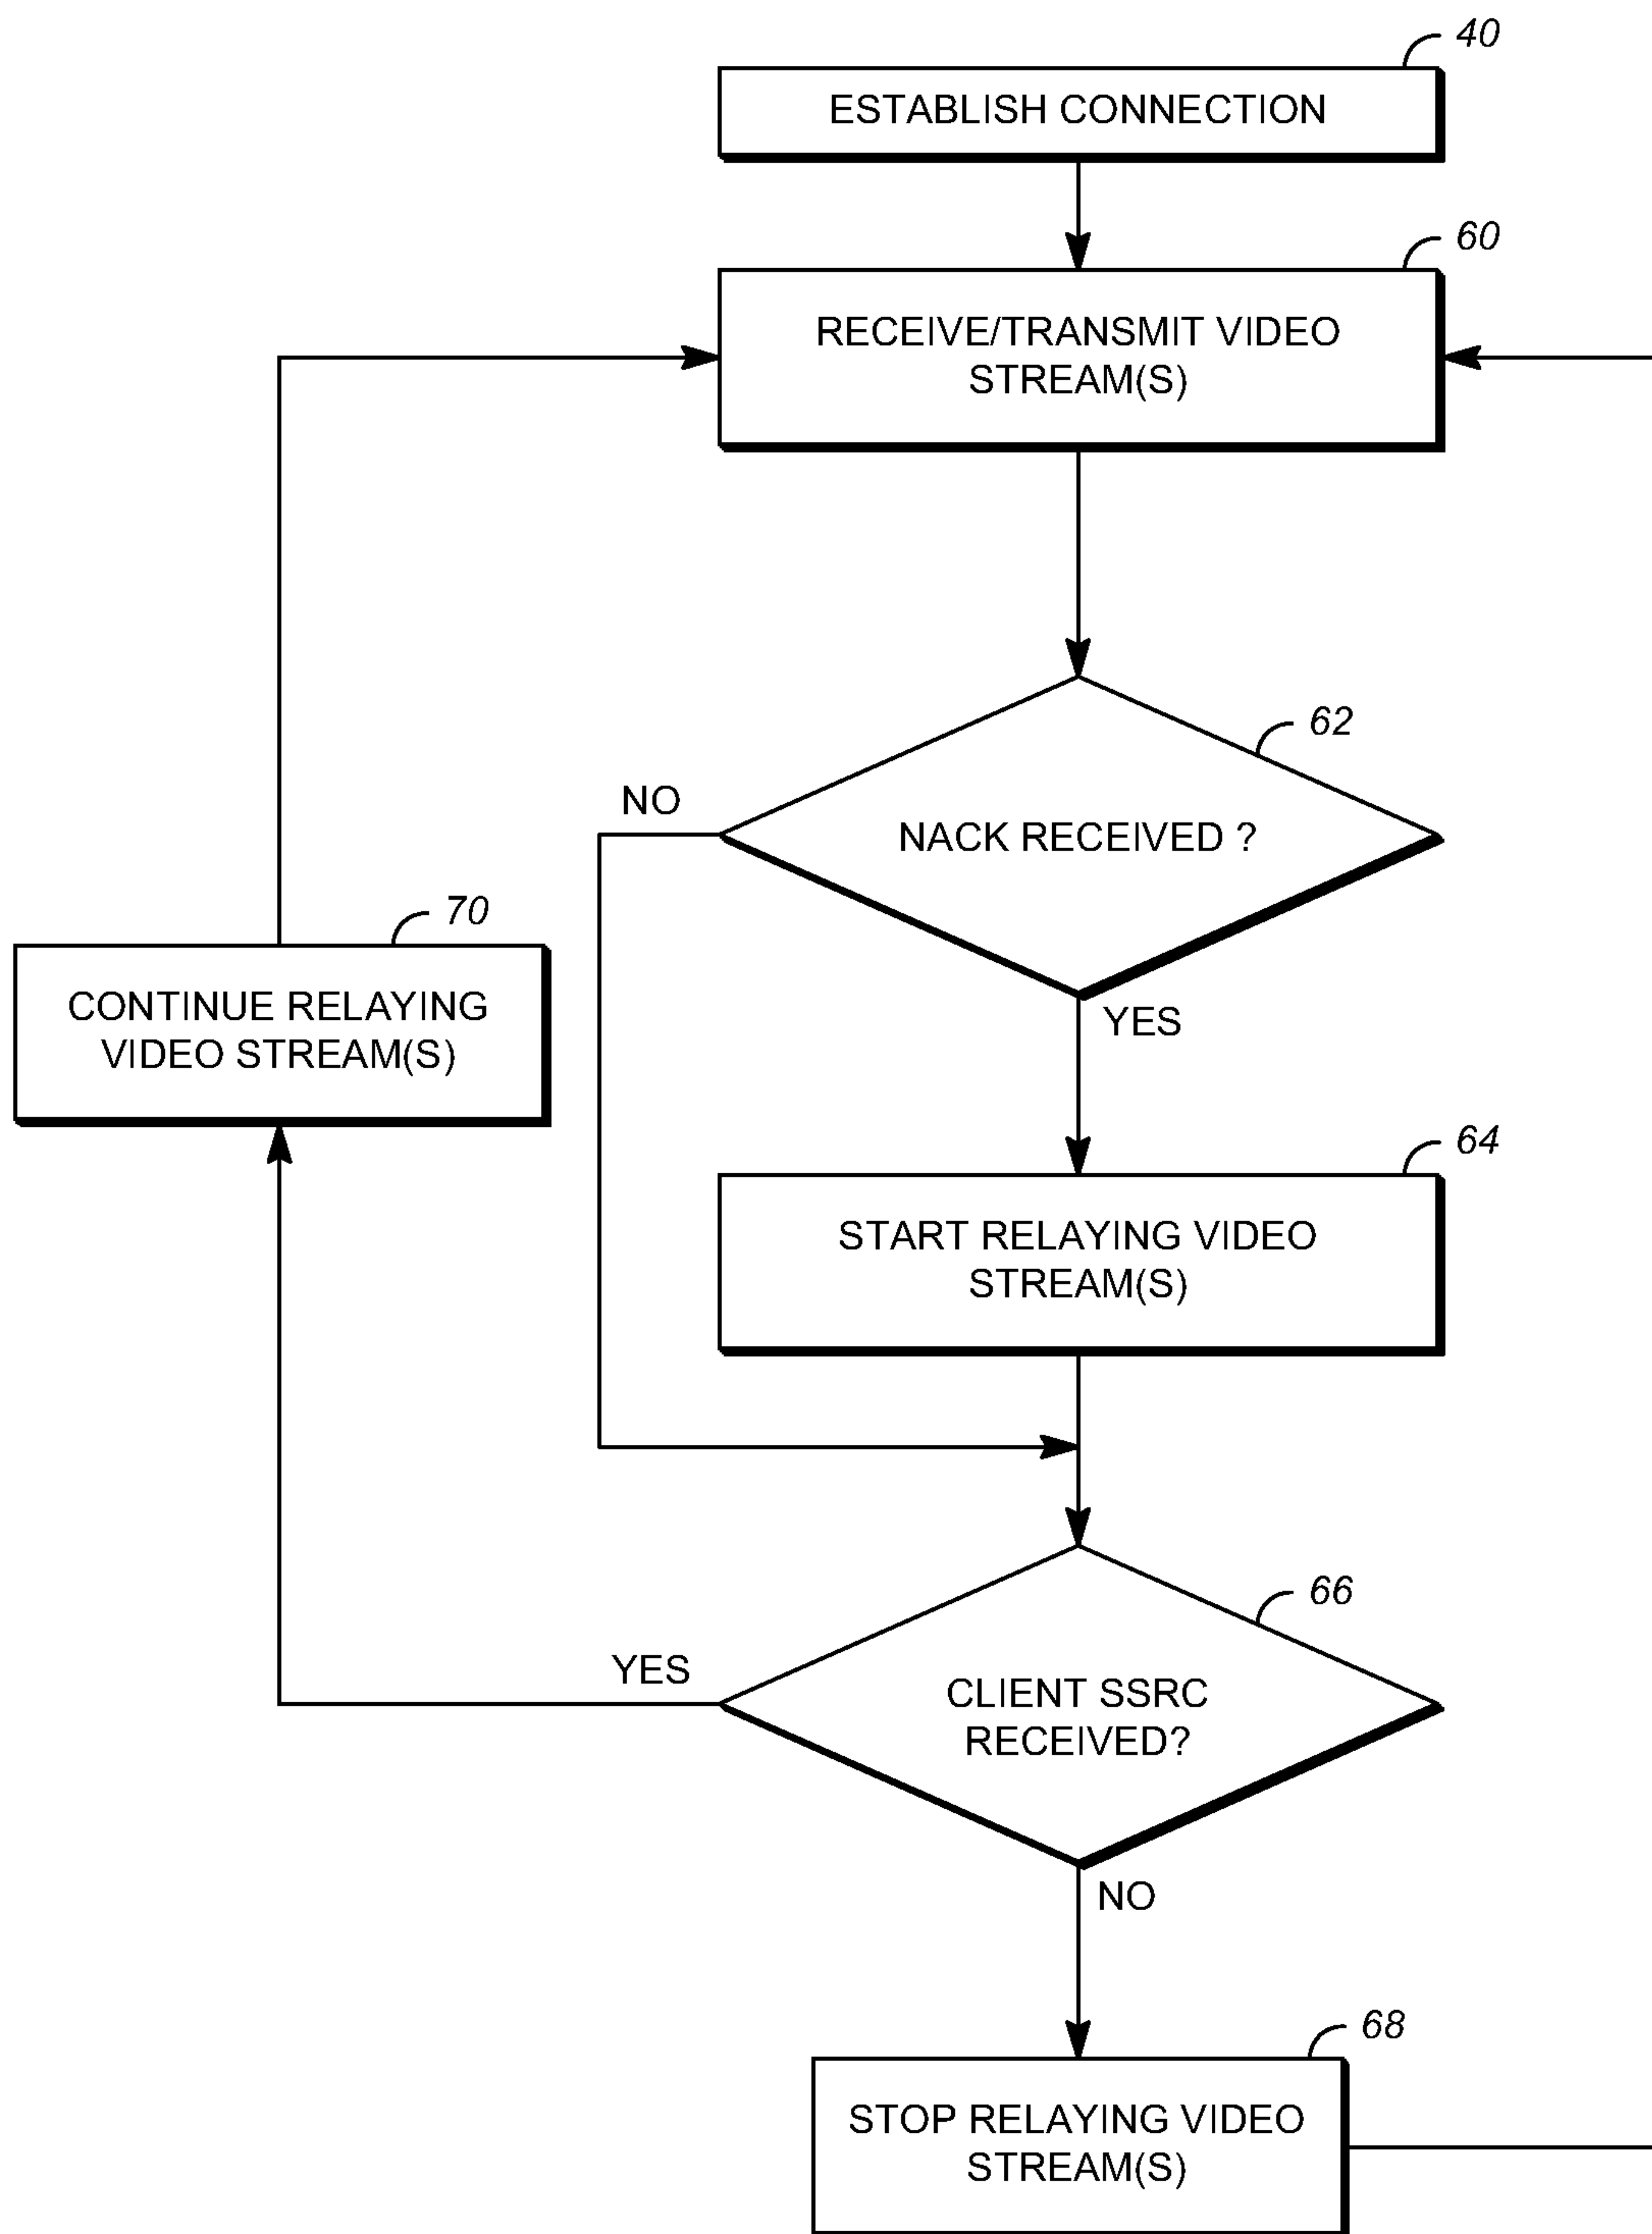 40
ESTABLISH CONNECTION
60
RECEIVE/TRANSMIT VIDEO
STREAM(S)
62
NO
NACK RECEIVED ?
YES
70
CONTINUE RELAYING
VIDEO STREAM(S)
64
START RELAYING VIDEO
STREAM(S)
66
YES
CLIENT SSRC
RECEIVED?
NO
68
STOP RELAYING VIDEO
STREAM(S)